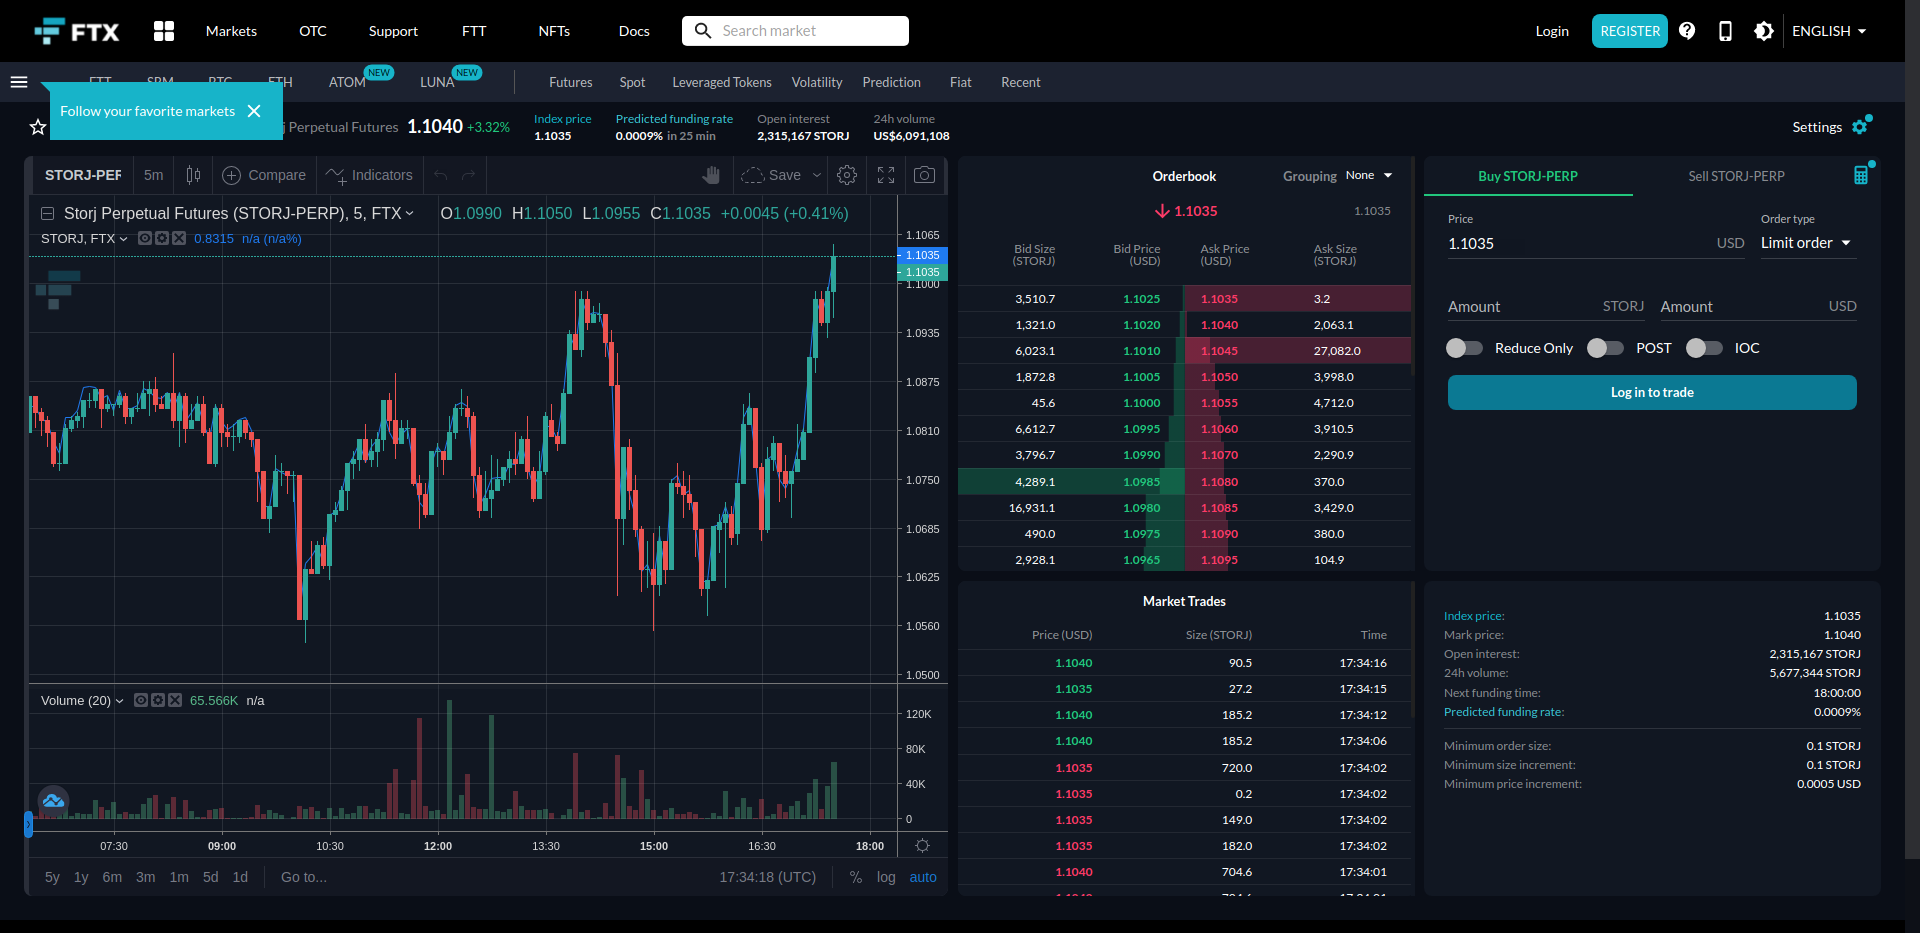 FTX Markets OTC Support FTT NFTs Docs Search market Login REGISTER ENGLISH
FTT SRM BTC ETH ATOM NEW LUNA NEW Futures Spot Leveraged Tokens Volatility Prediction Fiat Recent
Follow your favorite markets
Perpetual Futures 1.1040 +3.32%
Index price 1.1035
Predicted funding rate 0.0009% in 25 min
Open interest 2,315,167 STORJ
24h volume US$6,091,108
Settings
STORJ-PER 5m Compare Indicators Save
Storj Perpetual Futures (STORJ-PERP), 5, FTX O1.0990 H1.1050 L1.0955 C1.1035 +0.0045 (+0.41%)
STORJ, FTX 0.8315 n/a (n/a%)
1.1065
1.1035
1.1035
1.1000
1.0935
1.0875
1.0810
1.0750
1.0685
1.0625
1.0560
1.0500
Volume (20) 65.566K n/a
120K
80K
40K
0
07:30 09:00 10:30 12:00 13:30 15:00 16:30 18:00
5y 1y 6m 3m 1m 5d 1d Go to... 17:34:18 (UTC) % log auto
Orderbook Grouping None
1.1035 1.1035
Bid Size (STORJ) Bid Price (USD) Ask Price (USD) Ask Size (STORJ)
3,510.7 1.1025 1.1035 3.2
1,321.0 1.1020 1.1040 2,063.1
6,023.1 1.1010 1.1045 27,082.0
1,872.8 1.1005 1.1050 3,998.0
45.6 1.1000 1.1055 4,712.0
6,612.7 1.0995 1.1060 3,910.5
3,796.7 1.0990 1.1070 2,290.9
4,289.1 1.0985 1.1080 370.0
16,931.1 1.0980 1.1085 3,429.0
490.0 1.0975 1.1090 380.0
2,928.1 1.0965 1.1095 104.9
Market Trades
Price (USD) Size (STORJ) Time
1.1040 90.5 17:34:16
1.1035 27.2 17:34:15
1.1040 185.2 17:34:12
1.1040 185.2 17:34:06
1.1035 720.0 17:34:02
1.1035 0.2 17:34:02
1.1035 149.0 17:34:02
1.1035 182.0 17:34:02
1.1040 704.6 17:34:01
Buy STORJ-PERP Sell STORJ-PERP
Price Order type
1.1035 USD Limit order
Amount STORJ Amount USD
Reduce Only POST IOC
Log in to trade
Index price: 1.1035
Mark price: 1.1040
Open interest: 2,315,167 STORJ
24h volume: 5,677,344 STORJ
Next funding time: 18:00:00
Predicted funding rate: 0.0009%
Minimum order size: 0.1 STORJ
Minimum size increment: 0.1 STORJ
Minimum price increment: 0.0005 USD